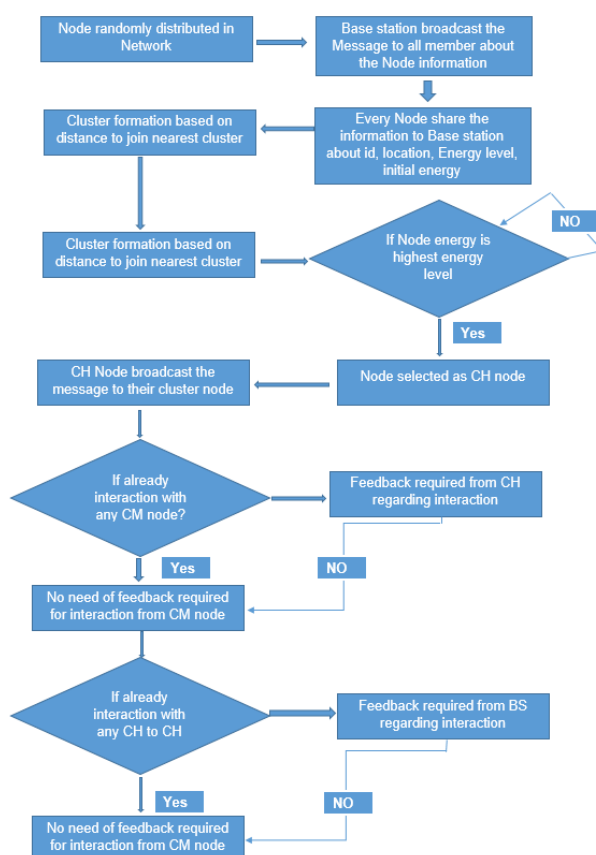 Node randomly distributed in
Network
Base station broadcast the
Message to all member about
the Node information
Every Node share the
information to Base station
about id, location, Energy level,
initial energy
Cluster formation based on
distance to join nearest cluster
Cluster formation based on
distance to join nearest cluster
If Node energy is
highest energy
level
NO
Yes
Node selected as CH node
CH Node broadcast the
message to their cluster node
If already
interaction with
any CM node?
Feedback required from CH
regarding interaction
Yes
NO
No need of feedback required
for interaction from CM node
If already
interaction with
any CH to CH
Feedback required from BS
regarding interaction
Yes
NO
No need of feedback required
for interaction from CM node